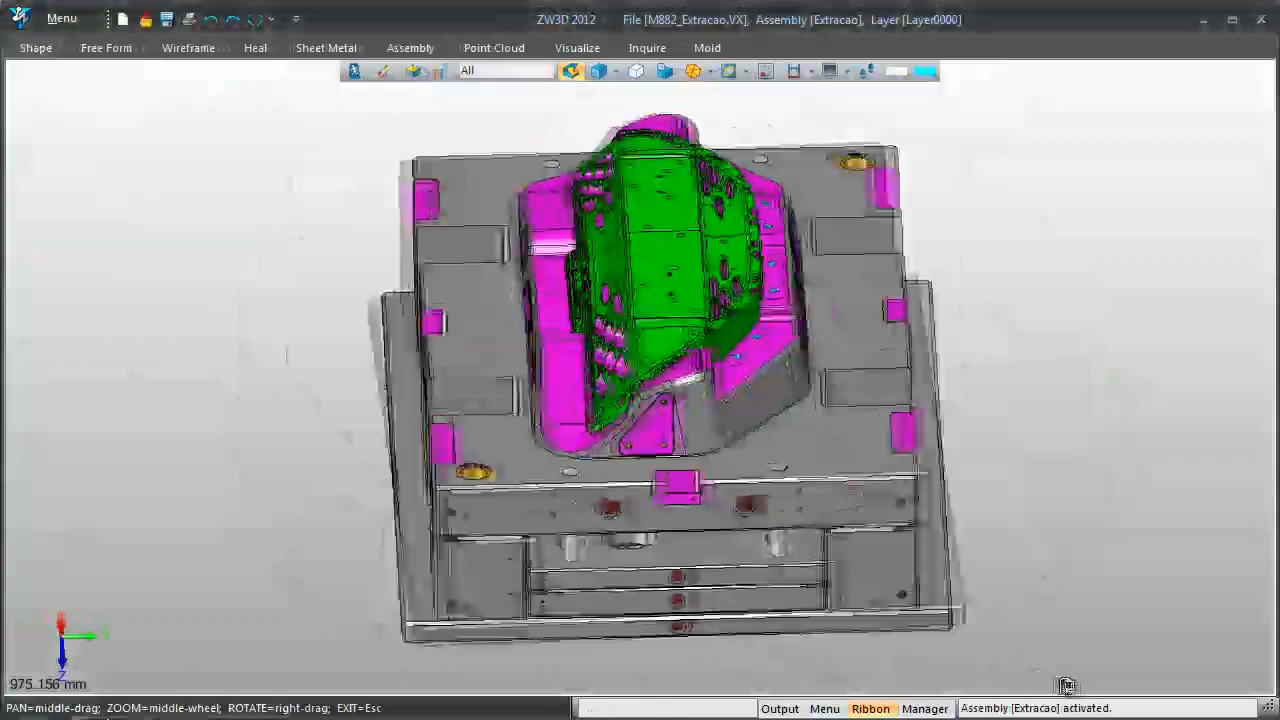 Menu
ZW3D 2012 File [M882_Extracao.VX], Assembly [Extracao], Layer [Layer0000]
Shape Free Form Wireframe Heal Sheet Metal Assembly Point Cloud Visualize Inquire Mold
All
Z
975.156 mm
PAN=middle-drag; ZOOM=middle-wheel; ROTATE=right-drag; EXIT=Esc
Output Menu Ribbon Manager Assembly [Extracao] activated.